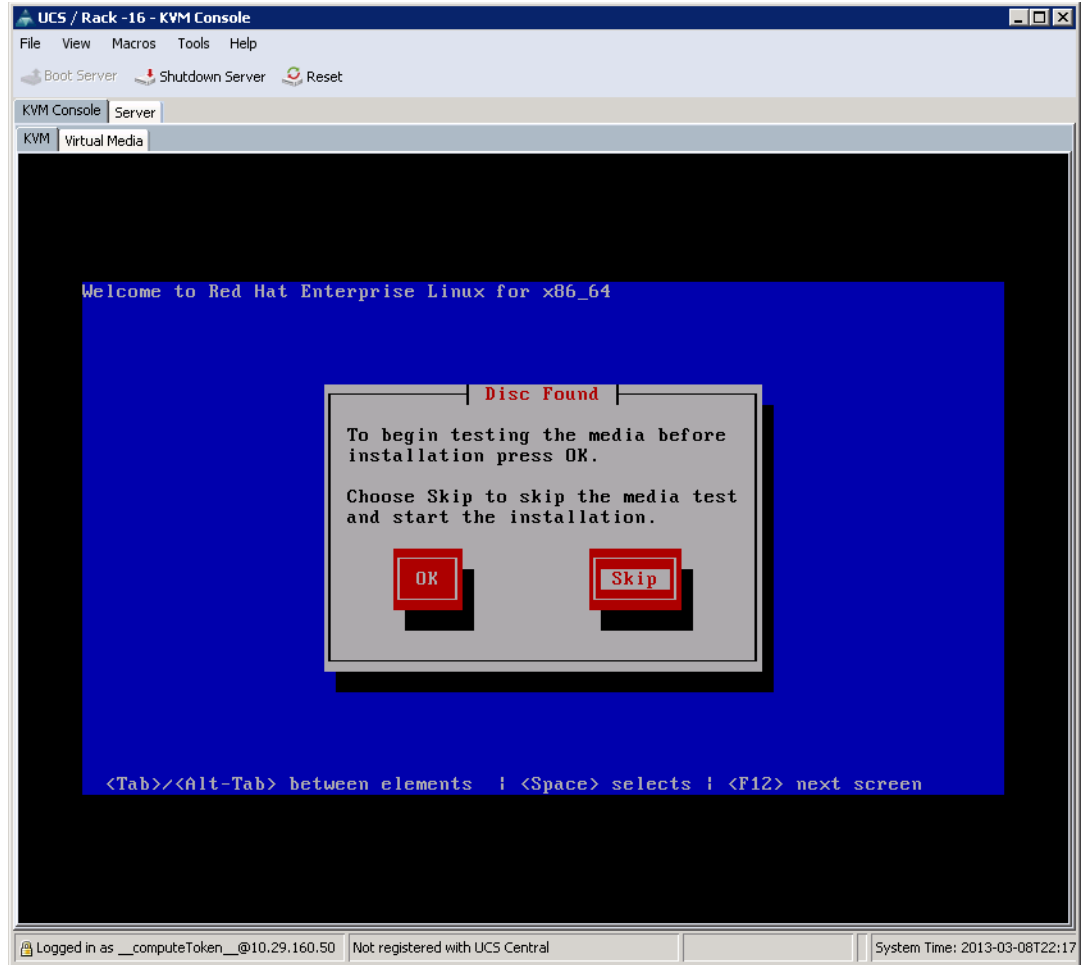 UCS / Rack -16 - KVM Console
File View Macros Tools Help
Boot Server Shutdown Server Reset
KVM Console Server
KVM Virtual Media
Welcome to Red Hat Enterprise Linux for x86_64
Disc Found
To begin testing the media before
installation press OK.
Choose Skip to skip the media test
and start the installation.
OK Skip
<Tab>/<Alt-Tab> between elements | <Space> selects | <F12> next screen
Logged in as __computeToken__@10.29.160.50 Not registered with UCS Central System Time: 2013-03-08T22:17